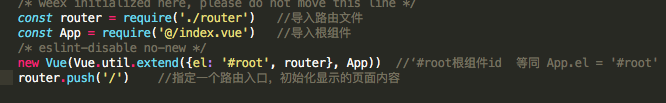 /* weex initialized here, please do not move this line */
const router = require('./router')   //导入路由文件
const App = require('@/index.vue')   //导入根组件
/* eslint-disable no-new */
new Vue(Vue.util.extend({el: '#root', router}, App))  //‘#root根组件id  等同 App.el = '#root'
router.push('/')    //指定一个路由入口，初始化显示的页面内容